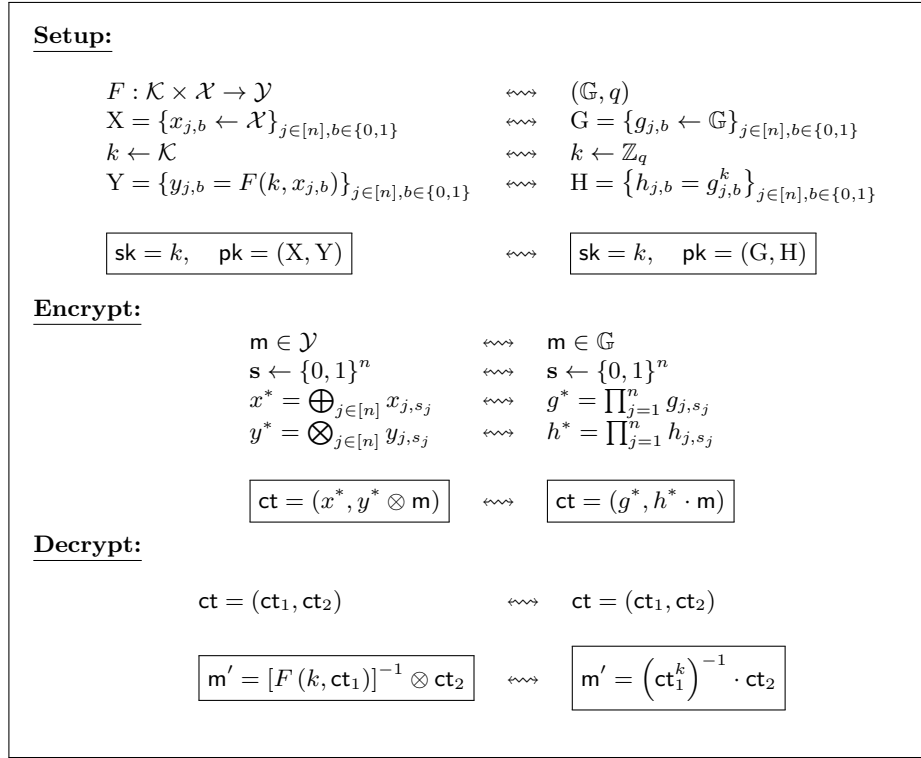 Setup:
F : 𝒦 × 𝒳 → 𝒴 ↭ (𝔾, q)
X = {x_{j,b} ← 𝒳}_{j∈[n],b∈{0,1}} ↭ G = {g_{j,b} ← 𝔾}_{j∈[n],b∈{0,1}}
k ← 𝒦 ↭ k ← ℤ_q
Y = {y_{j,b} = F(k, x_{j,b})}_{j∈[n],b∈{0,1}} ↭ H = {h_{j,b} = g_{j,b}^k}_{j∈[n],b∈{0,1}}
sk = k, pk = (X, Y) ↭ sk = k, pk = (G, H)
Encrypt:
m ∈ 𝒴 ↭ m ∈ 𝔾
s ← {0, 1}^n ↭ s ← {0, 1}^n
x* = ⨁_{j∈[n]} x_{j,s_j} ↭ g* = ∏_{j=1}^n g_{j,s_j}
y* = ⨂_{j∈[n]} y_{j,s_j} ↭ h* = ∏_{j=1}^n h_{j,s_j}
ct = (x*, y* ⊗ m) ↭ ct = (g*, h* · m)
Decrypt:
ct = (ct_1, ct_2) ↭ ct = (ct_1, ct_2)
m′ = [F (k, ct_1)]^{−1} ⊗ ct_2 ↭ m′ = (ct_1^k)^{−1} · ct_2